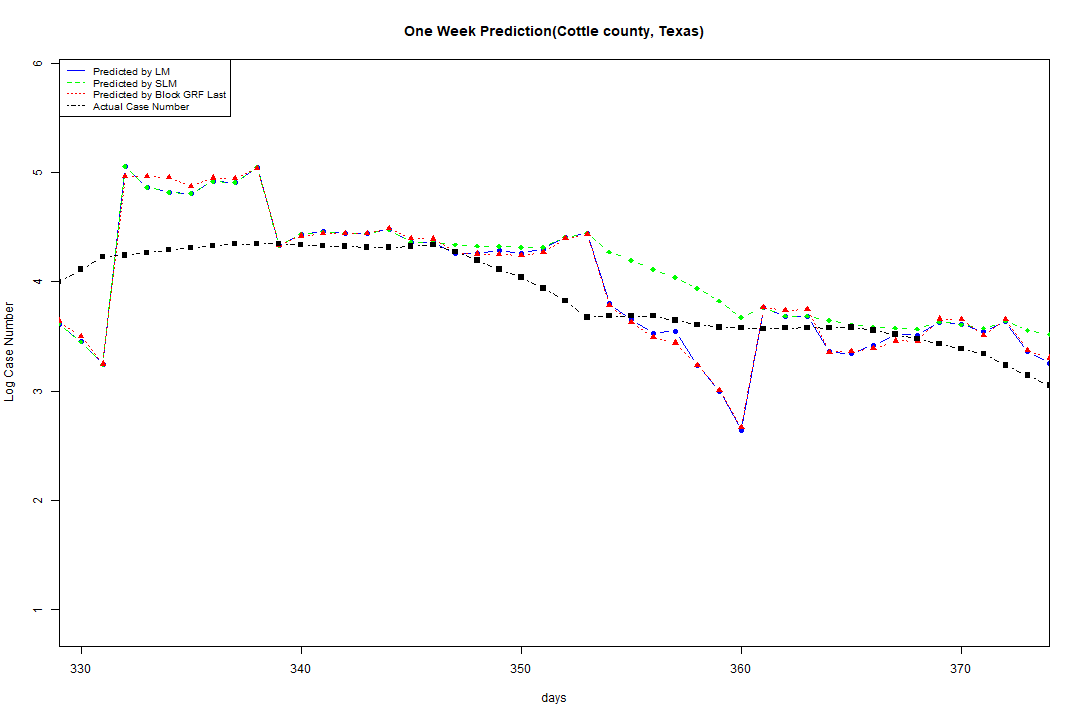 One Week Prediction(Cottle county, Texas)
Predicted by LM
Predicted by SLM
Predicted by Block GRF Last
Actual Case Number
6
5
4
3
2
1
Log Case Number
330 340 350 360 370
days